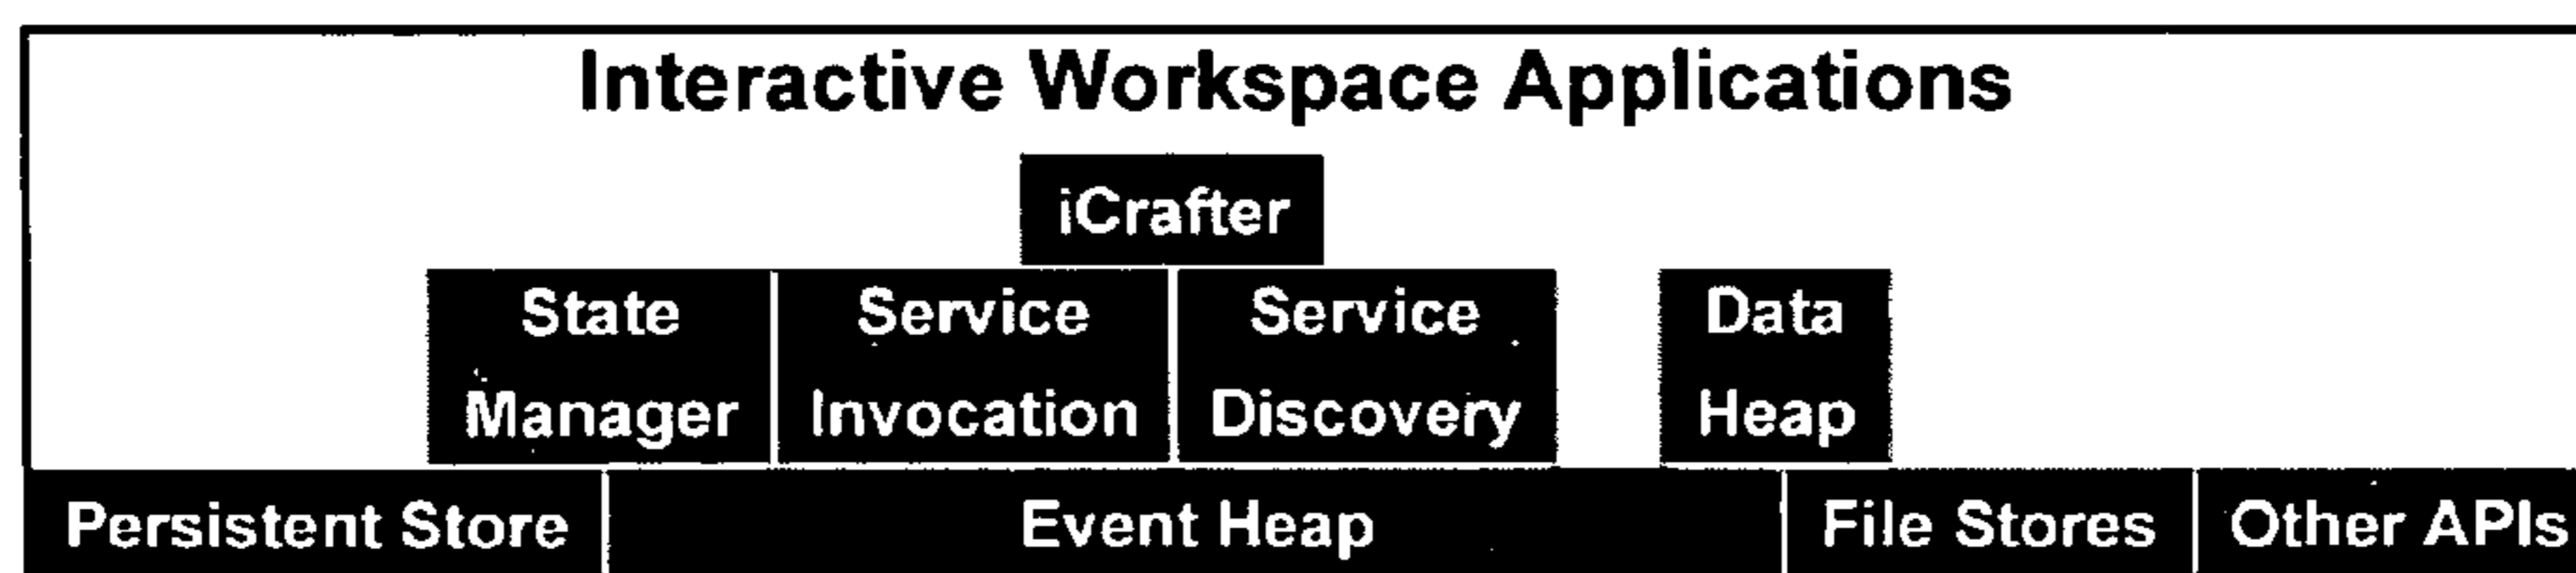 Interactive Workspace Applications
iCrafter
State Service Service Data
Manager Invocation Discovery Heap
Persistent Store Event Heap File Stores Other APIs